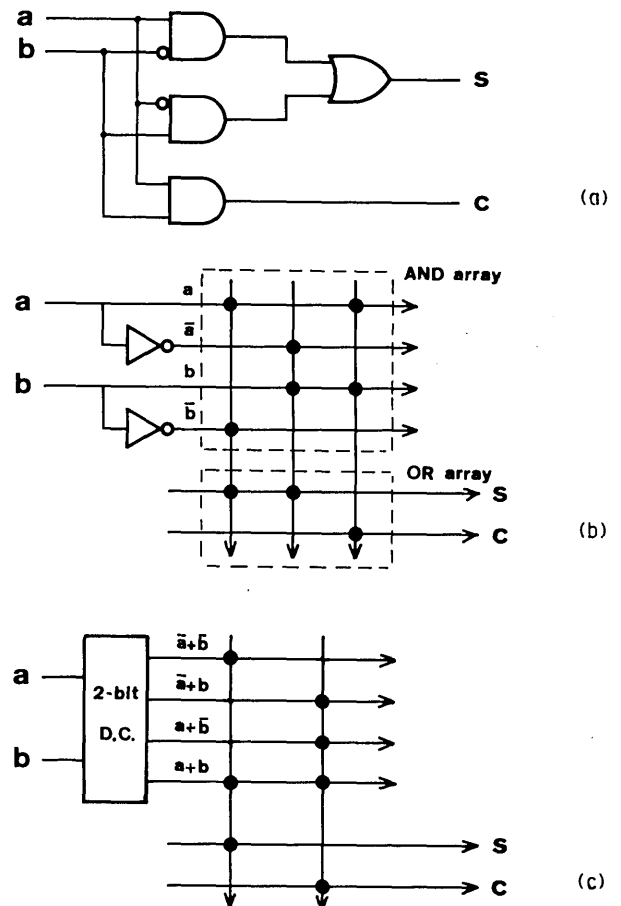 a
b
S
C
(a)
AND array
a
a
ā
b
b
b̄
OR array
S
C
(b)
ā+b̄
a
2-bit
ā+b
D.C.
a+b̄
b
a+b
S
C
(c)